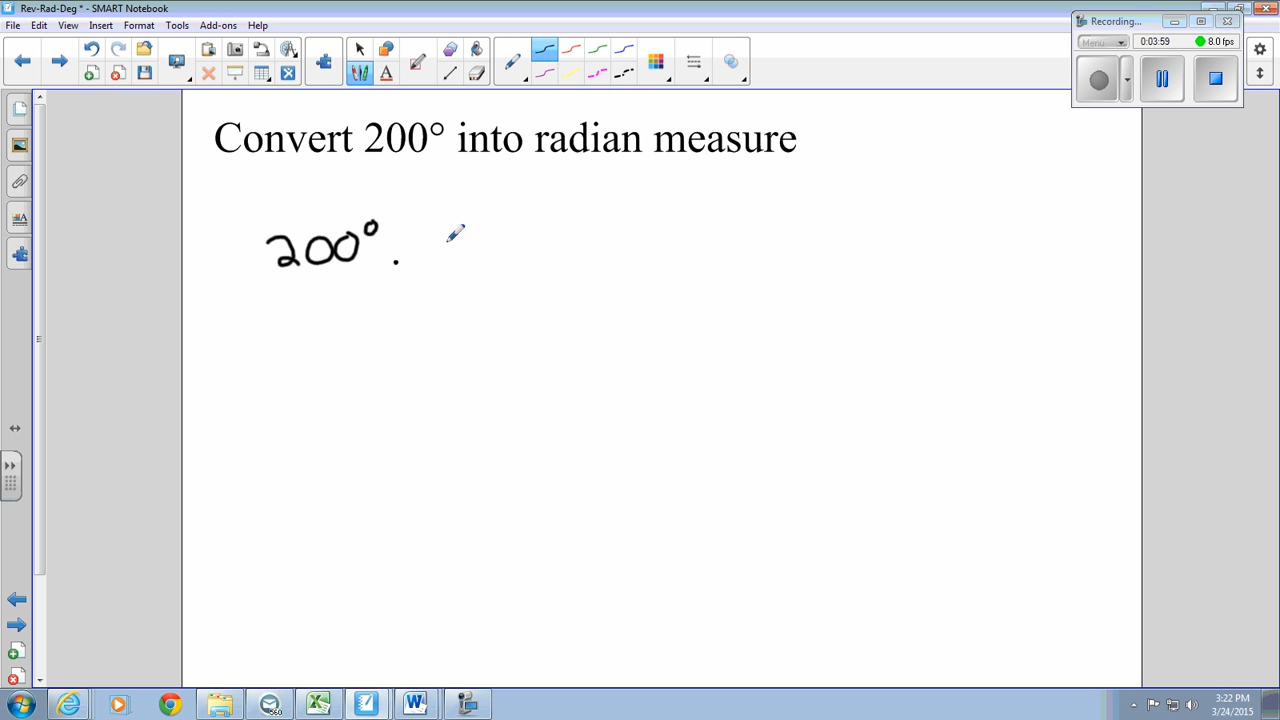 Rev-Rad-Deg * - SMART Notebook
File Edit View Insert Format Tools Add-ons Help
Recording...
Menu 0:03:59 8.0 fps
Convert 200° into radian measure
200° .
360
3:22 PM
3/24/2015